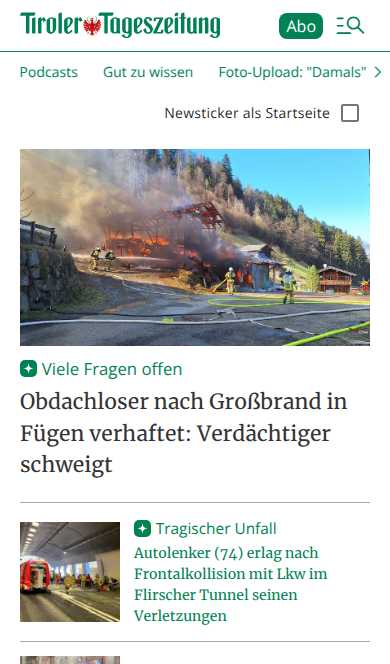 Tiroler Tageszeitung
Abo
Podcasts Gut zu wissen Foto-Upload: "Damals"
Newsticker als Startseite
Viele Fragen offen
Obdachloser nach Großbrand in
Fügen verhaftet: Verdächtiger
schweigt
Tragischer Unfall
Autolenker (74) erlag nach
Frontalkollision mit Lkw im
Flirscher Tunnel seinen
Verletzungen